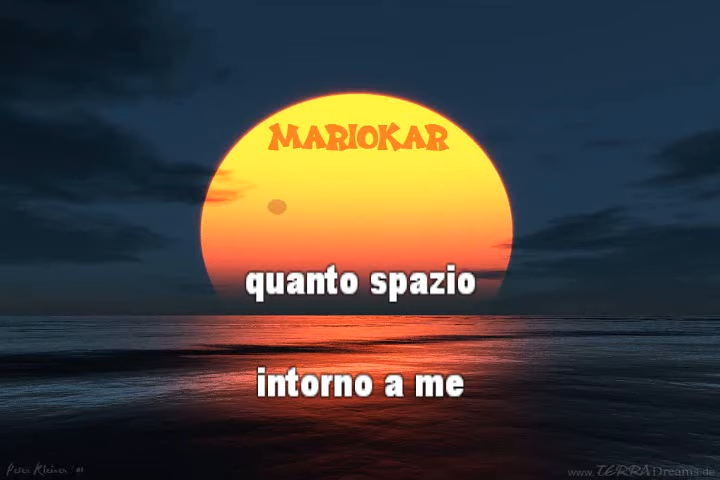 MARIOKAR
quanto spazio
intorno a me
Peter Kleiner
www.TERRADreams.de